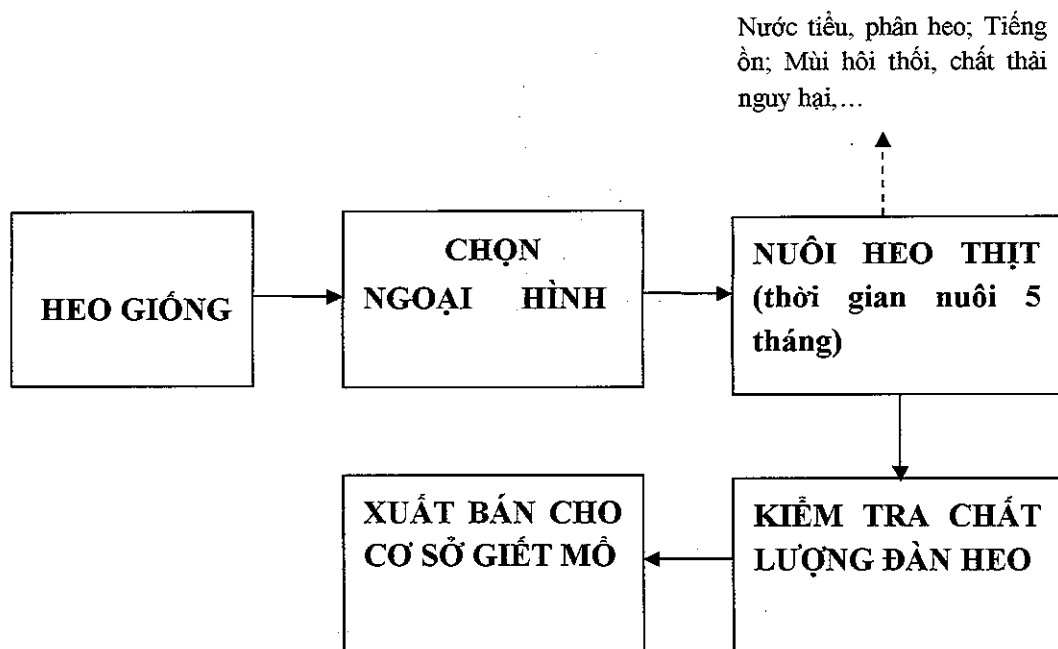 Nước tiểu, phân heo; Tiếng
ồn; Mùi hôi thối, chất thải
nguy hại,…
HEO GIỐNG
CHỌN
NGOẠI HÌNH
NUÔI HEO THỊT
(thời gian nuôi 5
tháng)
XUẤT BÁN CHO
CƠ SỞ GIẾT MỔ
KIỂM TRA CHẤT
LƯỢNG ĐÀN HEO